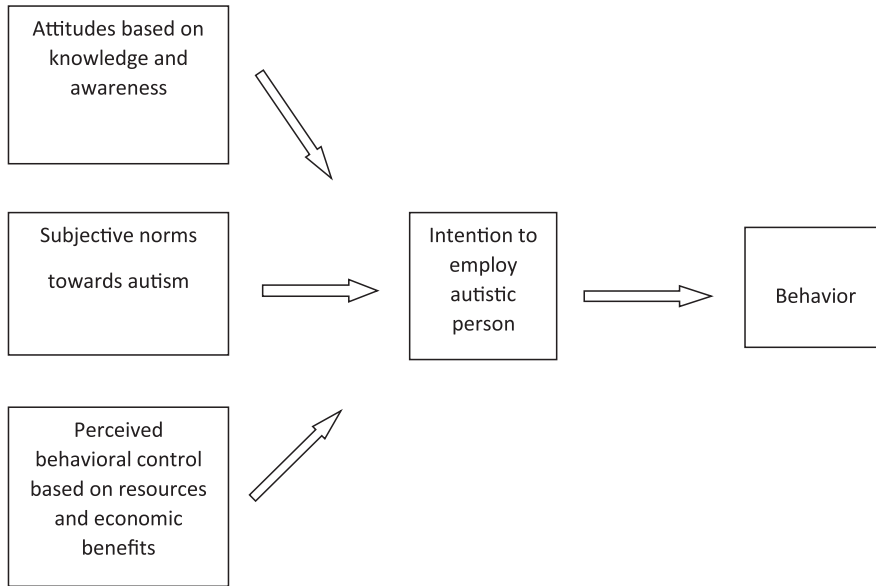 Attitudes based on
knowledge and
awareness
Subjective norms
towards autism
Perceived
behavioral control
based on resources
and economic
benefits
Intention to
employ
autistic
person
Behavior